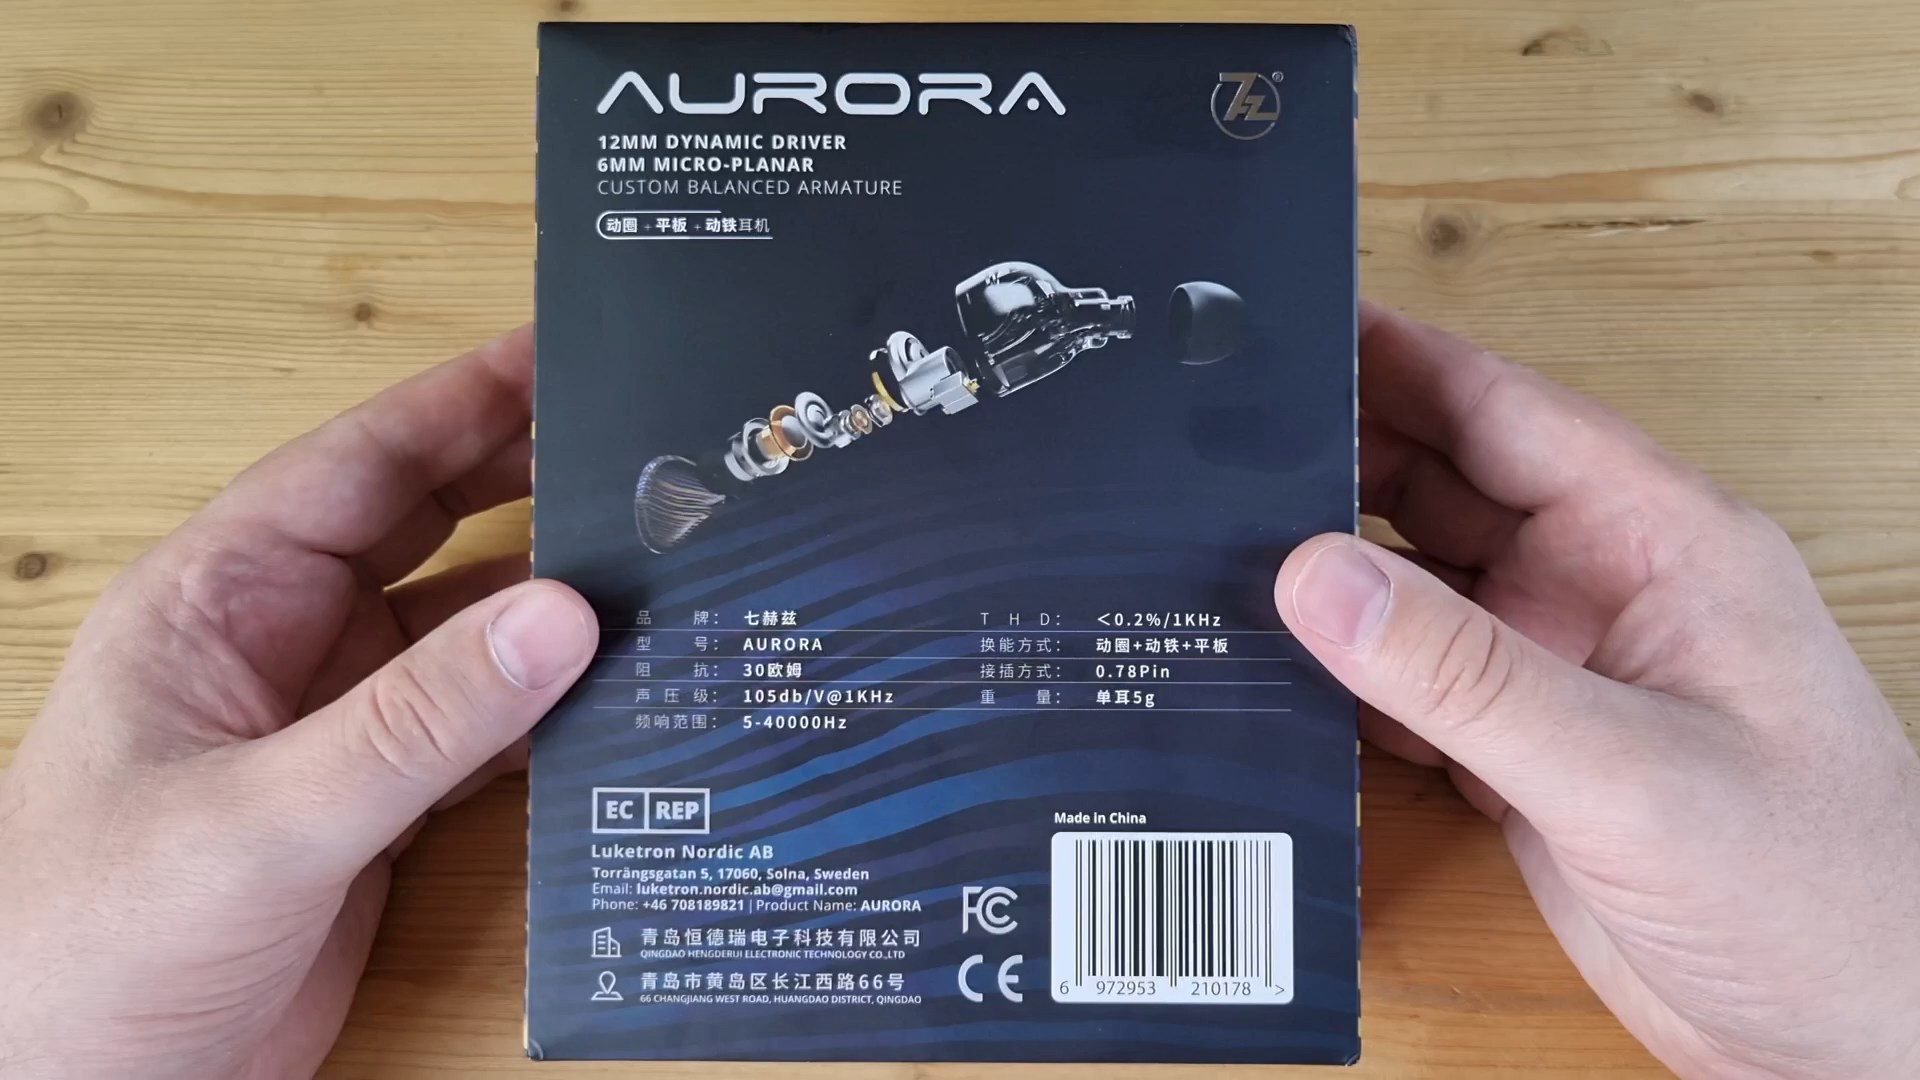 AURORA
7Hz®
12MM DYNAMIC DRIVER
6MM MICRO-PLANAR
CUSTOM BALANCED ARMATURE
动圈 + 平板 + 动铁耳机
品牌： 七赫兹
型号： AURORA
阻抗： 30欧姆
声压级： 105db/V@1KHz
频响范围： 5-40000Hz
THD： <0.2%/1KHz
换能方式： 动圈+动铁+平板
接插方式： 0.78Pin
重量： 单耳5g
EC REP
Luketron Nordic AB
Torrängsgatan 5, 17060, Solna, Sweden
Email: luketron.nordic.ab@gmail.com
Phone: +46 708189821 | Product Name: AURORA
青岛恒德瑞电子科技有限公司
QINGDAO HENGDERUI ELECTRONIC TECHNOLOGY CO.,LTD
青岛市黄岛区长江西路66号
66 CHANGJIANG WEST ROAD, HUANGDAO DISTRICT, QINGDAO
FC
CE
Made in China
6 972953 210178 >